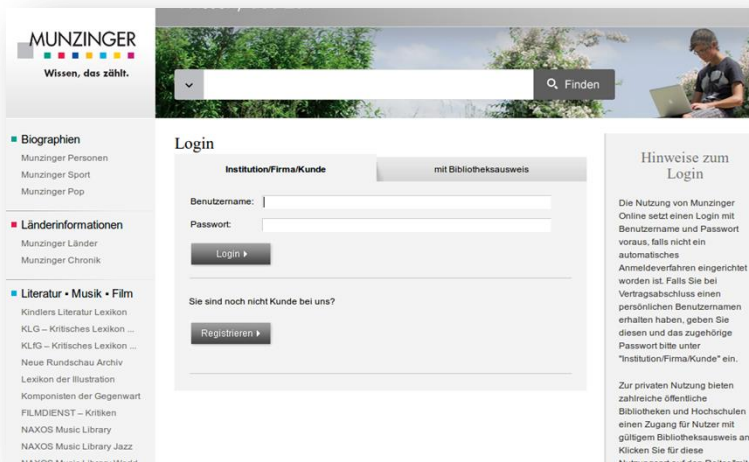 MUNZINGER
Wissen, das zählt.
Finden
Biographien
Munzinger Personen
Munzinger Sport
Munzinger Pop
Länderinformationen
Munzinger Länder
Munzinger Chronik
Literatur • Musik • Film
Kindlers Literatur Lexikon
KLG – Kritisches Lexikon ...
KLfG – Kritisches Lexikon ...
Neue Rundschau Archiv
Lexikon der Illustration
Komponisten der Gegenwart
FILMDIENST – Kritiken
NAXOS Music Library
NAXOS Music Library Jazz
NAXOS Music Library World
Login
Institution/Firma/Kunde
mit Bibliotheksausweis
Benutzername:
Passwort:
Login
Sie sind noch nicht Kunde bei uns?
Registrieren
Hinweise zum
Login
Die Nutzung von Munzinger
Online setzt einen Login mit
Benutzername und Passwort
voraus, falls nicht ein
automatisches
Anmeldeverfahren eingerichtet
worden ist. Falls Sie bei
Vertragsabschluss einen
persönlichen Benutzernamen
erhalten haben, geben Sie
diesen und das zugehörige
Passwort bitte unter
"Institution/Firma/Kunde" ein.
Zur privaten Nutzung bieten
zahlreiche öffentliche
Bibliotheken und Hochschulen
einen Zugang für Nutzer mit
gültigem Bibliotheksausweis an.
Klicken Sie für diese